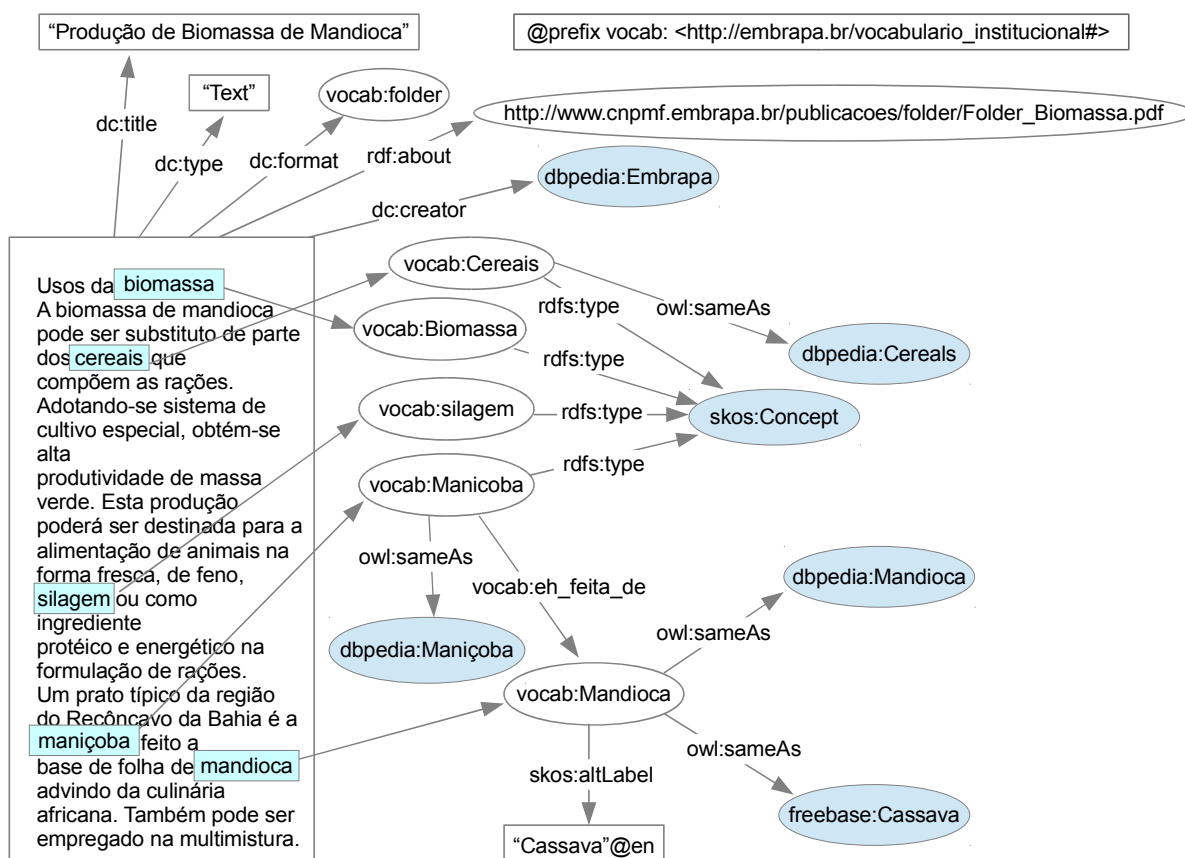 “Produção de Biomassa de Mandioca”
@prefix vocab: <http://embrapa.br/vocabulario_institucional#>
“Text”
vocab:folder
http://www.cnpmf.embrapa.br/publicacoes/folder/Folder_Biomassa.pdf
dc:title
dc:type
dc:format
rdf:about
dbpedia:Embrapa
dc:creator
Usos da biomassa
A biomassa de mandioca
pode ser substituto de parte
dos cereais que
compõem as rações.
Adotando-se sistema de
cultivo especial, obtém-se
alta
produtividade de massa
verde. Esta produção
poderá ser destinada para a
alimentação de animais na
forma fresca, de feno,
silagem ou como
ingrediente
protéico e energético na
formulação de rações.
Um prato típico da região
do Recôncavo da Bahia é a
maniçoba feito a
base de folha de mandioca
advindo da culinária
africana. Também pode ser
empregado na multimistura.
vocab:Cereais
rdfs:type
owl:sameAs
vocab:Biomassa
rdfs:type
dbpedia:Cereals
vocab:silagem
rdfs:type
skos:Concept
vocab:Manicoba
rdfs:type
owl:sameAs
vocab:eh_feita_de
dbpedia:Mandioca
dbpedia:Maniçoba
owl:sameAs
vocab:Mandioca
owl:sameAs
skos:altLabel
freebase:Cassava
“Cassava”@en